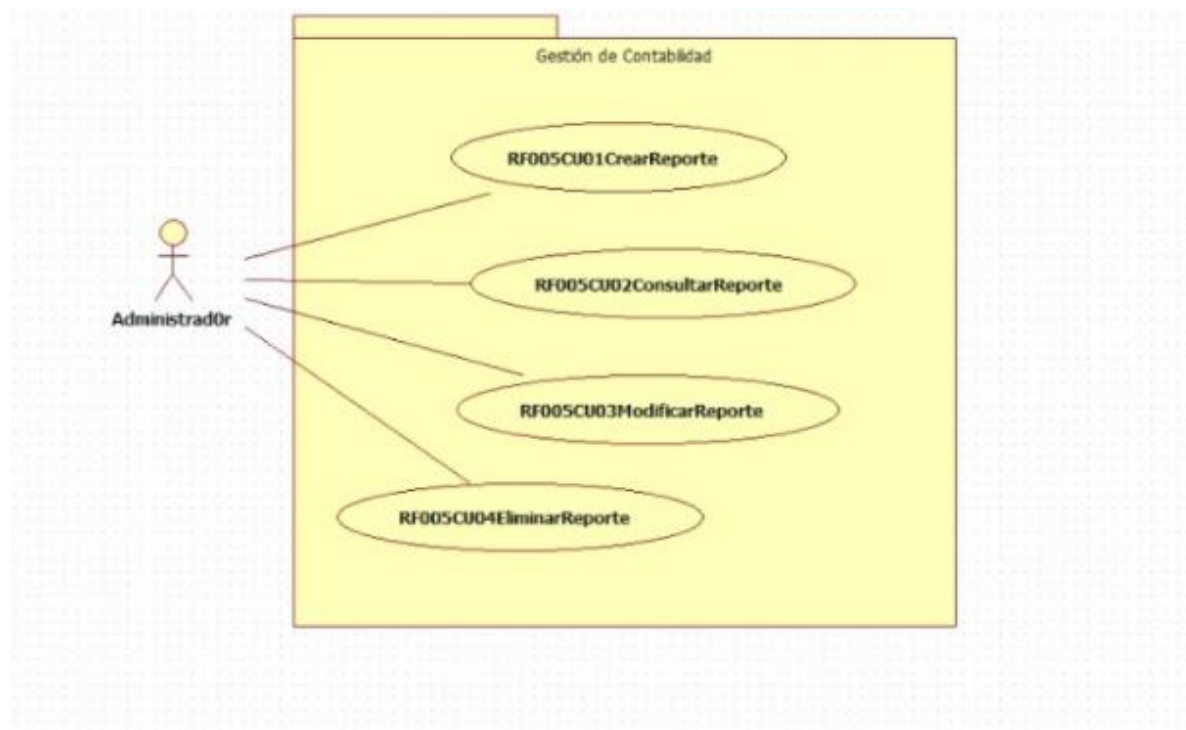 Gestión de Contabilidad
RF005CU01CrearReporte
RF005CU02ConsultarReporte
Administrad0r
RF005CU03ModificarReporte
RF005CU04EliminarReporte